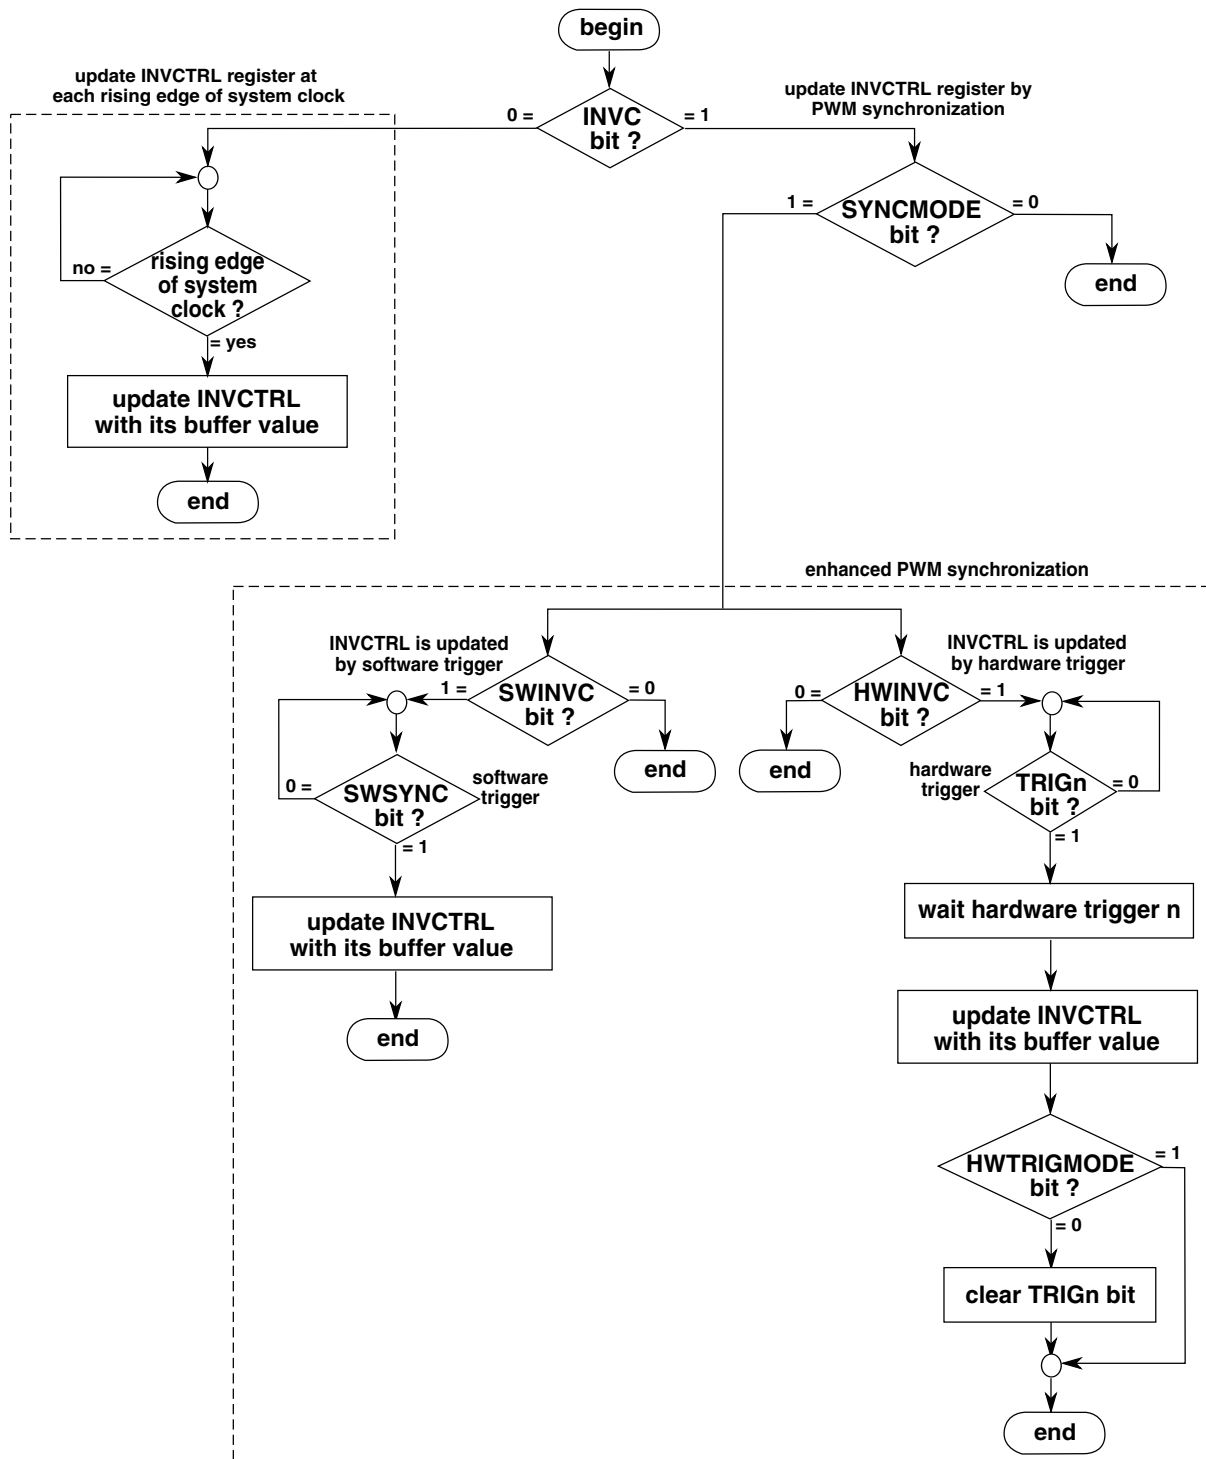 begin
update INVCTRL register at
each rising edge of system clock
update INVCTRL register by
PWM synchronization
0 =
INVC
bit ?
= 1
1 =
SYNCMODE
bit ?
= 0
end
no =
rising edge
of system
clock ?
= yes
update INVCTRL
with its buffer value
end
enhanced PWM synchronization
INVCTRL is updated
by software trigger
1 =
SWINVC
bit ?
= 0
end
0 =
SWSYNC
bit ?
software
trigger
= 1
update INVCTRL
with its buffer value
end
INVCTRL is updated
by hardware trigger
0 =
HWINVC
bit ?
= 1
end
hardware
trigger
TRIGn
bit ?
= 0
= 1
wait hardware trigger n
update INVCTRL
with its buffer value
HWTRIGMODE
bit ?
= 1
= 0
clear TRIGn bit
end